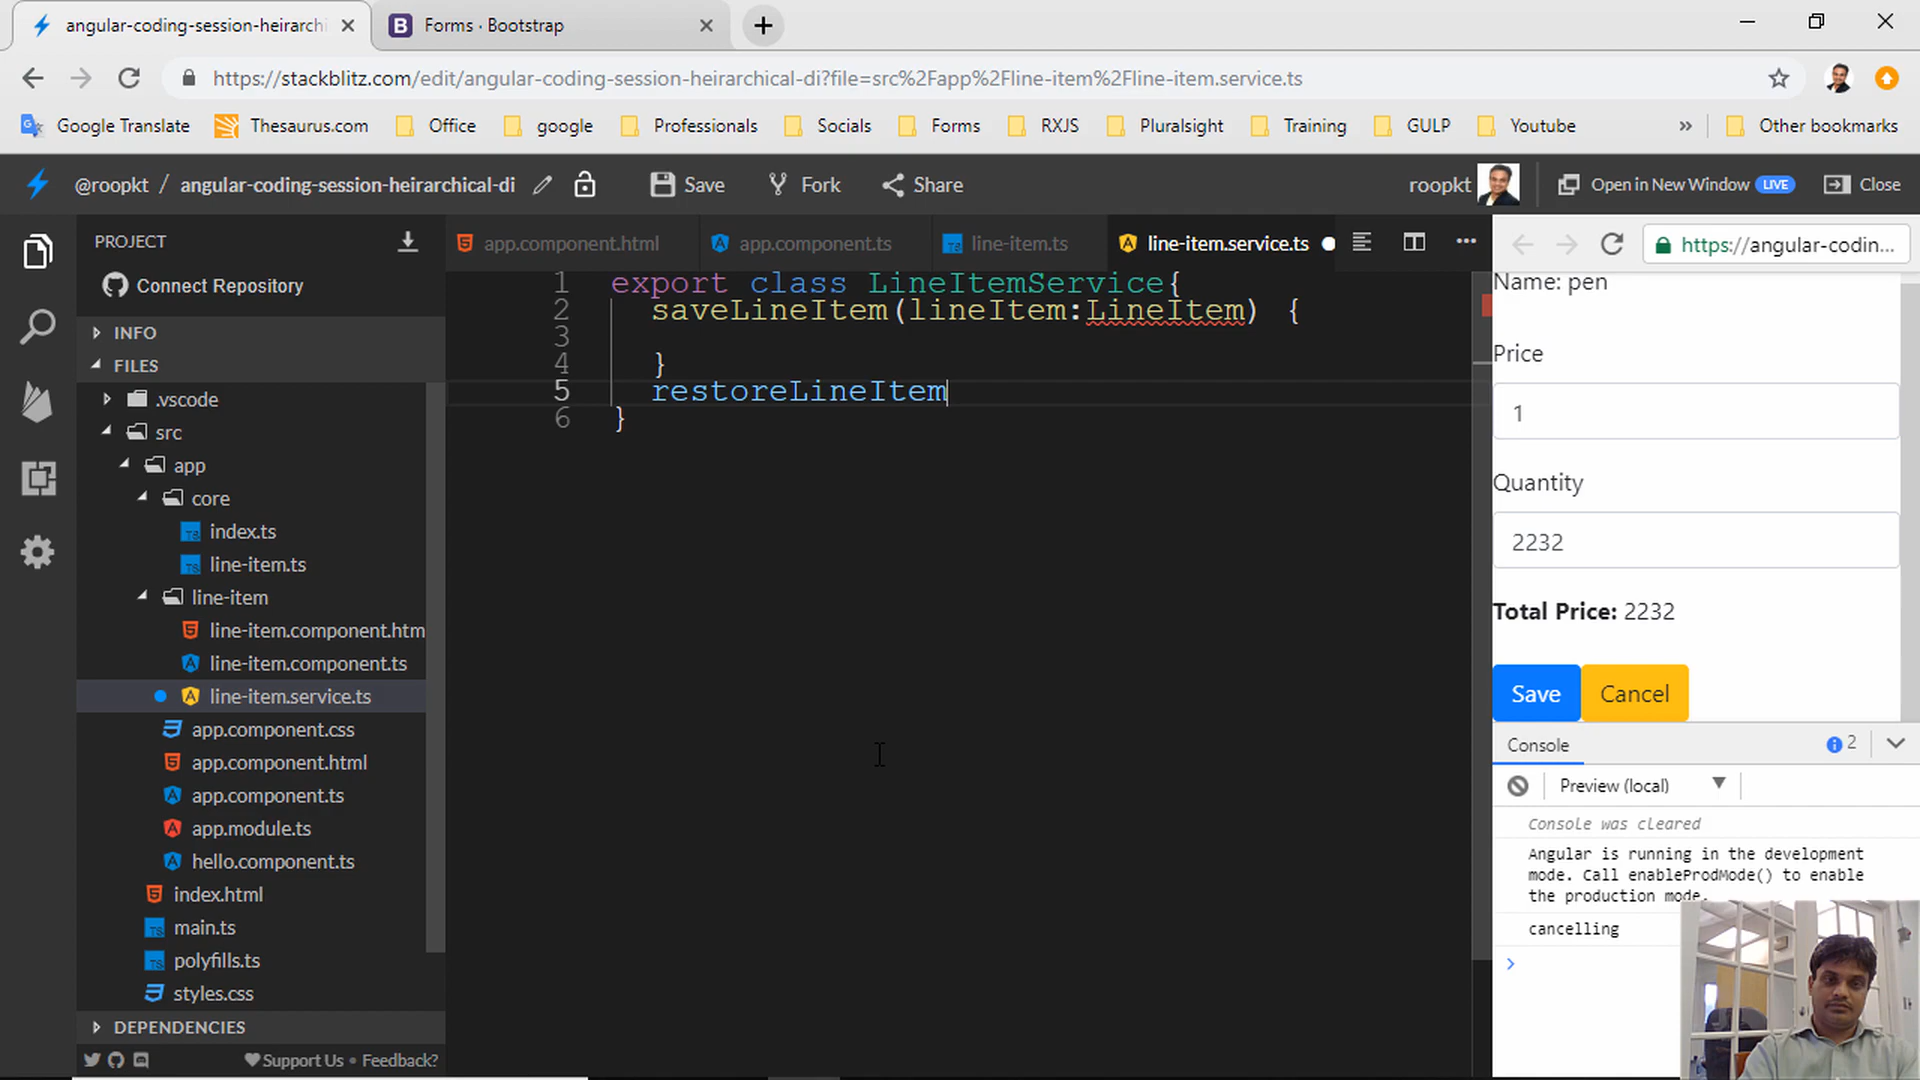 angular-coding-session-heirarchi
Forms · Bootstrap
https://stackblitz.com/edit/angular-coding-session-heirarchical-di?file=src%2Fapp%2Fline-item%2Fline-item.service.ts
Google Translate
Thesaurus.com
Office
google
Professionals
Socials
Forms
RXJS
Pluralsight
Training
GULP
Youtube
»
Other bookmarks
@roopkt / angular-coding-session-heirarchical-di
Save
Fork
Share
roopkt
Open in New Window LIVE
Close
PROJECT
Connect Repository
INFO
FILES
.vscode
src
app
core
index.ts
line-item.ts
line-item
line-item.component.htm
line-item.component.ts
line-item.service.ts
app.component.css
app.component.html
app.component.ts
app.module.ts
hello.component.ts
index.html
main.ts
polyfills.ts
styles.css
DEPENDENCIES
Support Us • Feedback?
app.component.html
app.component.ts
line-item.ts
line-item.service.ts
1 export class LineItemService{
2 saveLineItem(lineItem:LineItem) {
3
4 }
5 restoreLineItem
6 }
https://angular-codin...
Name: pen
Price
1
Quantity
2232
Total Price: 2232
Save
Cancel
Console
2
Preview (local)
Console was cleared
Angular is running in the development
mode. Call enableProdMode() to enable
the production mode.
cancelling